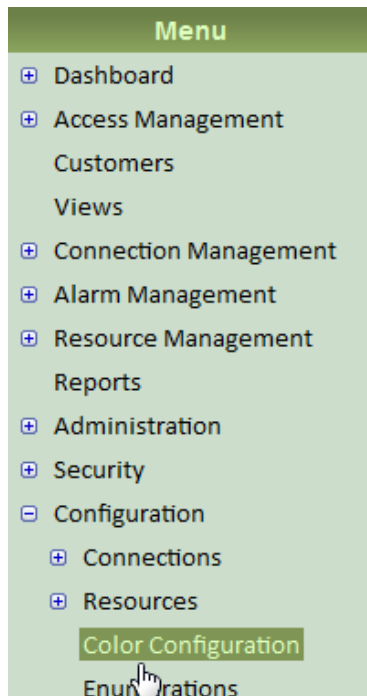 Menu
Dashboard
Access Management
Customers
Views
Connection Management
Alarm Management
Resource Management
Reports
Administration
Security
Configuration
Connections
Resources
Color Configuration
Enumerations